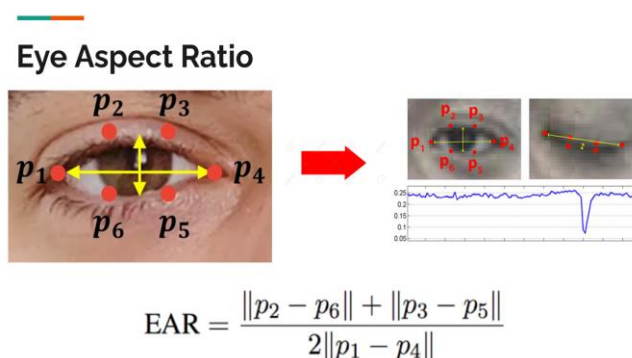 Eye Aspect Ratio
p₂ p₃
p₁ p₄
p₆ p₅
p₂ p₃
p₁ p₄
p₆ p₅
z
0.25
0.2
0.15
0.1
0.05
EAR = (‖p₂ − p₆‖ + ‖p₃ − p₅‖) / (2‖p₁ − p₄‖)